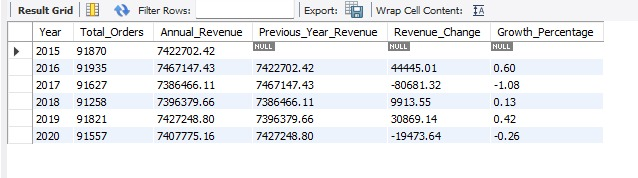 Result Grid Filter Rows: Export: Wrap Cell Content:
Year Total_Orders Annual_Revenue Previous_Year_Revenue Revenue_Change Growth_Percentage
2015 91870 7422702.42 NULL NULL NULL
2016 91935 7467147.43 7422702.42 44445.01 0.60
2017 91627 7386466.11 7467147.43 -80681.32 -1.08
2018 91258 7396379.66 7386466.11 9913.55 0.13
2019 91821 7427248.80 7396379.66 30869.14 0.42
2020 91557 7407775.16 7427248.80 -19473.64 -0.26